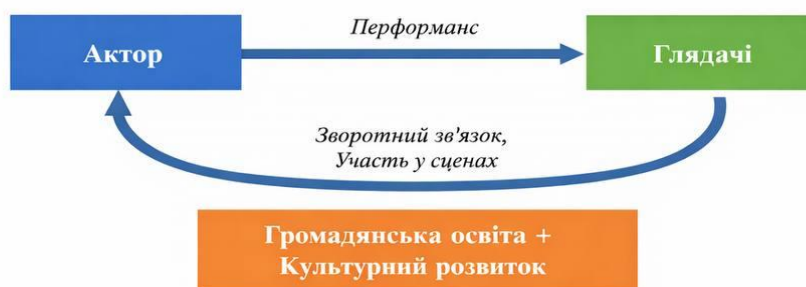 Перформанс
Актор
Глядачі
Зворотний зв'язок,
Участь у сценах
Громадянська освіта +
Культурний розвиток